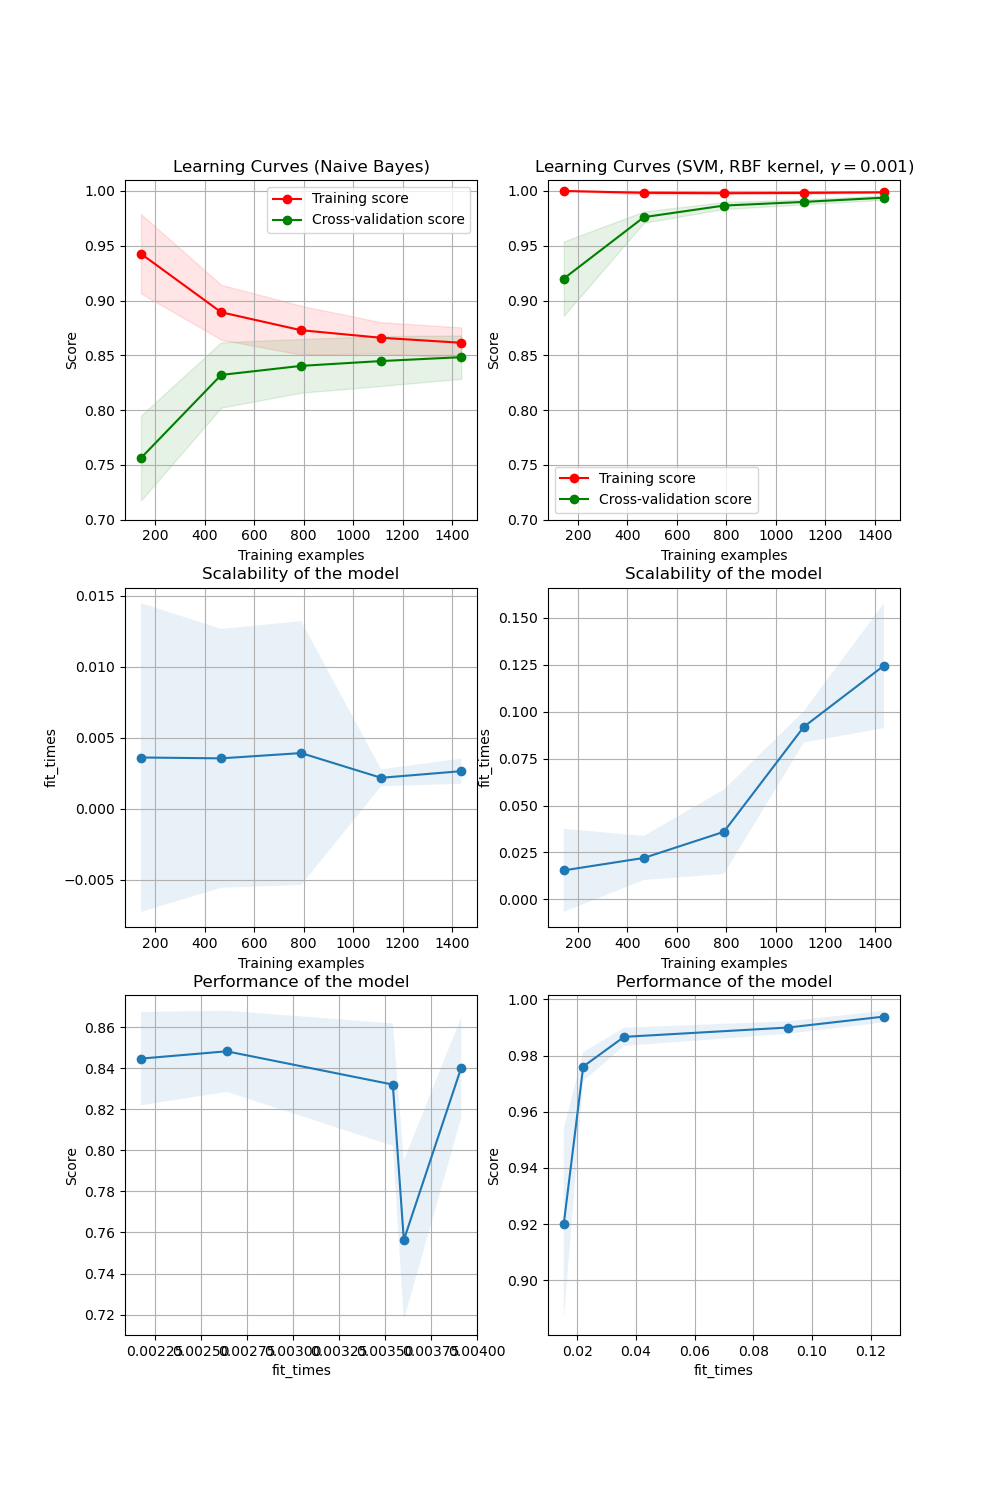 Learning Curves (Naive Bayes)
Learning Curves (SVM, RBF kernel, γ = 0.001)
1.00
0.95
0.90
0.85
0.80
0.75
0.70
Score
Training score
Cross-validation score
200 400 600 800 1000 1200 1400
Training examples
1.00
0.95
0.90
0.85
0.80
0.75
0.70
Score
Training score
Cross-validation score
200 400 600 800 1000 1200 1400
Training examples
Scalability of the model
0.015
0.010
0.005
0.000
−0.005
fit_times
200 400 600 800 1000 1200 1400
Training examples
Scalability of the model
0.150
0.125
0.100
0.075
0.050
0.025
0.000
fit_times
200 400 600 800 1000 1200 1400
Training examples
Performance of the model
0.86
0.84
0.82
0.80
0.78
0.76
0.74
0.72
Score
0.00225 0.00250 0.00275 0.00300 0.00325 0.00350 0.00375 0.00400
fit_times
Performance of the model
1.00
0.98
0.96
0.94
0.92
0.90
Score
0.02 0.04 0.06 0.08 0.10 0.12
fit_times